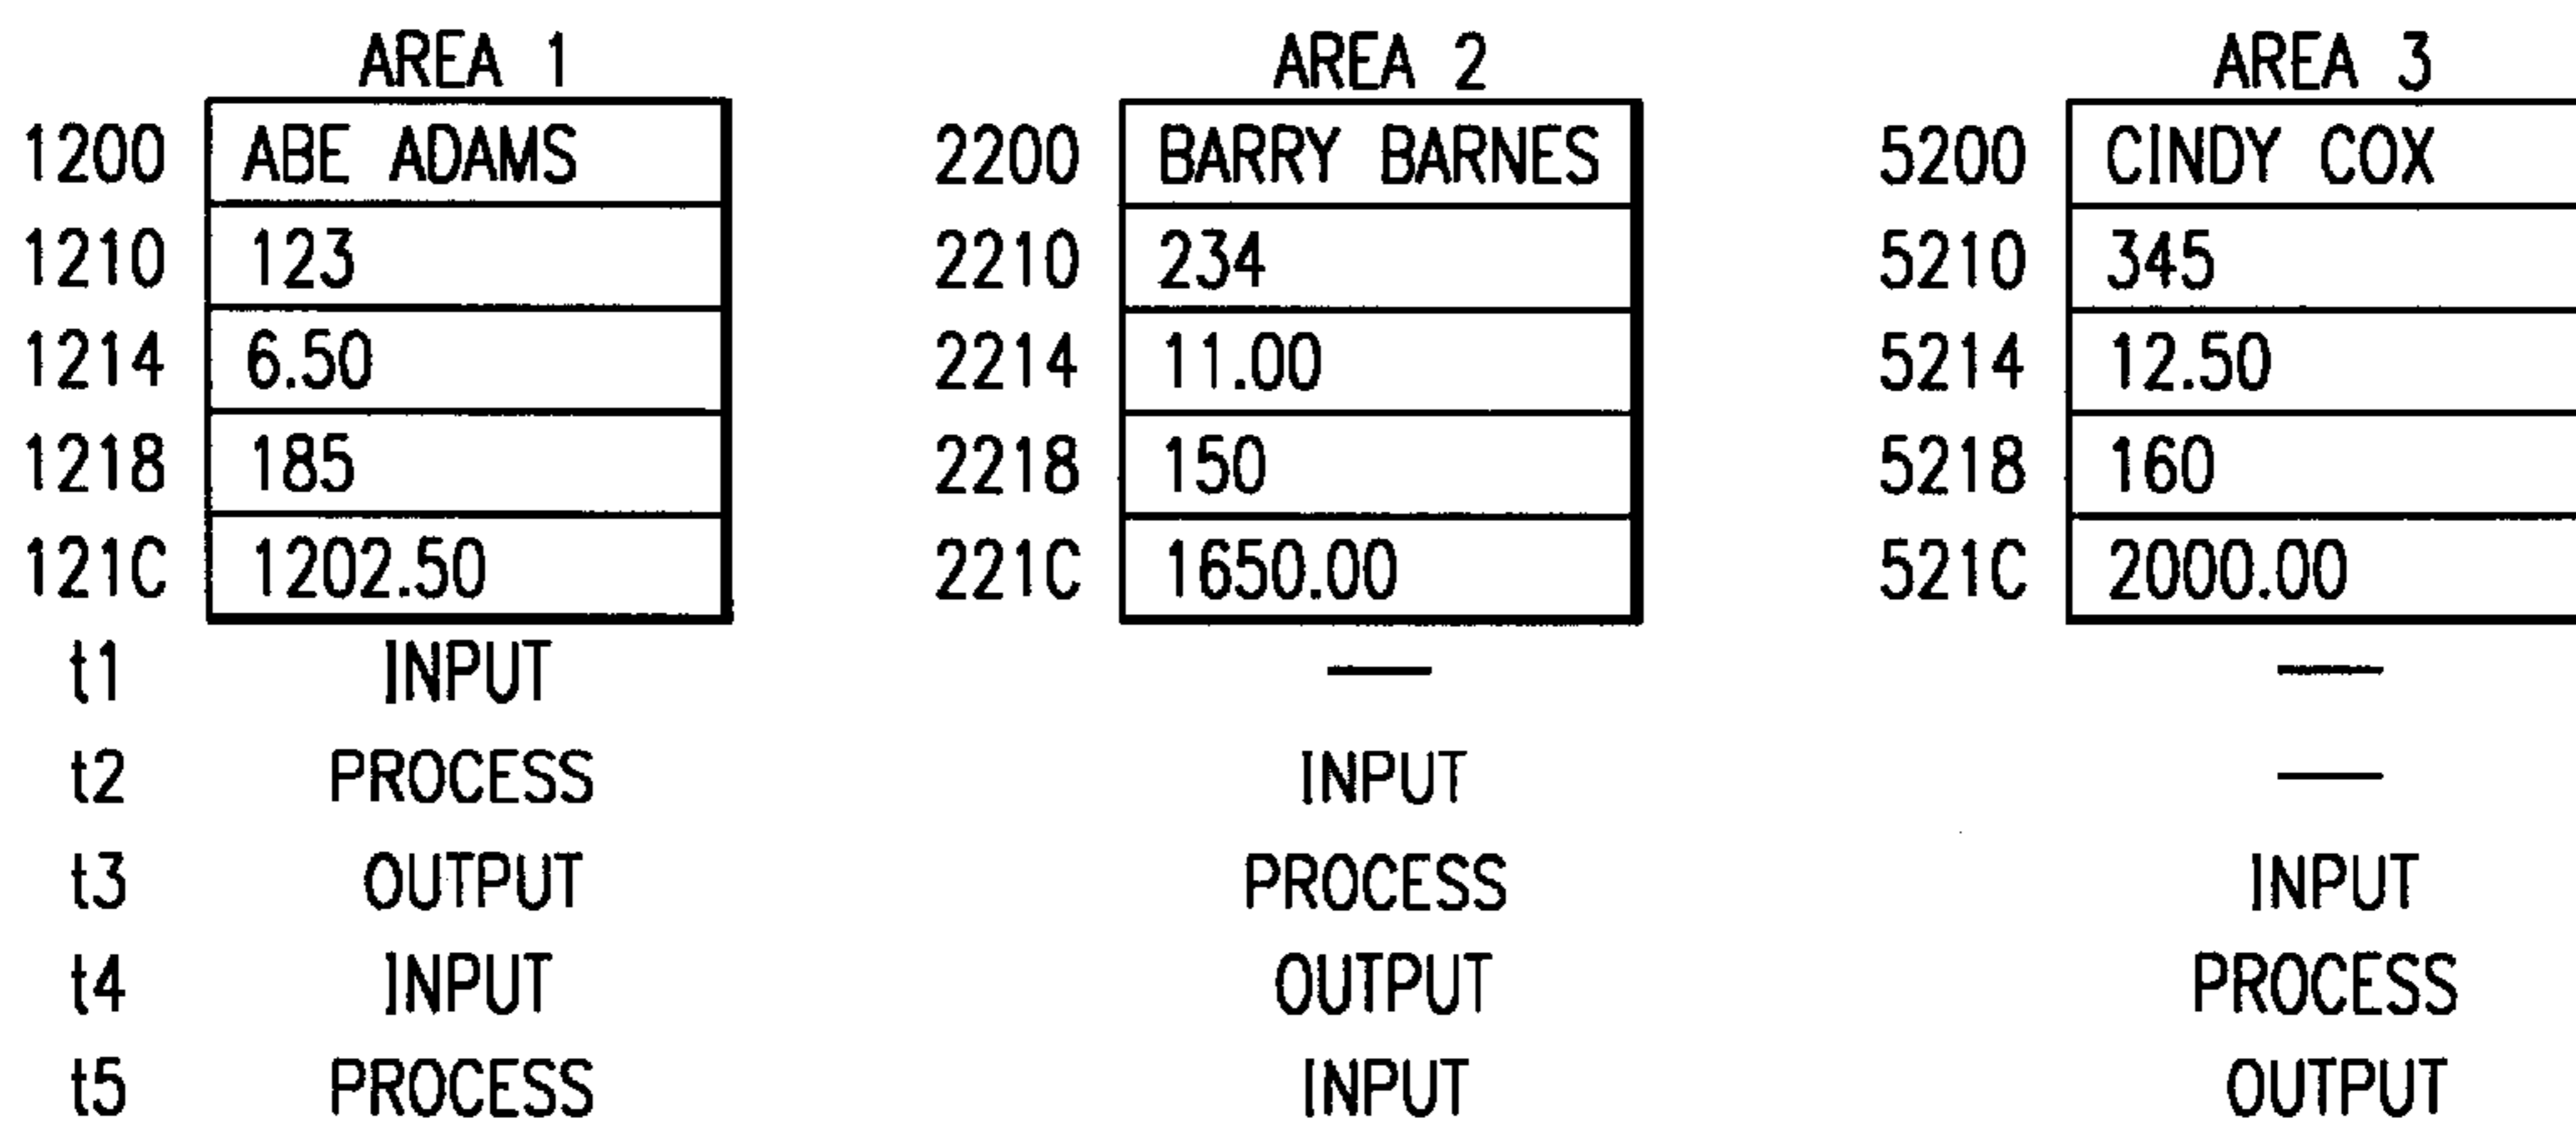 AREA 1 AREA 2 AREA 3
1200 ABE ADAMS 2200 BARRY BARNES 5200 CINDY COX
1210 123 2210 234 5210 345
1214 6.50 2214 11.00 5214 12.50
1218 185 2218 150 5218 160
121C 1202.50 221C 1650.00 521C 2000.00
t1 INPUT — —
t2 PROCESS INPUT —
t3 OUTPUT PROCESS INPUT
t4 INPUT OUTPUT PROCESS
t5 PROCESS INPUT OUTPUT